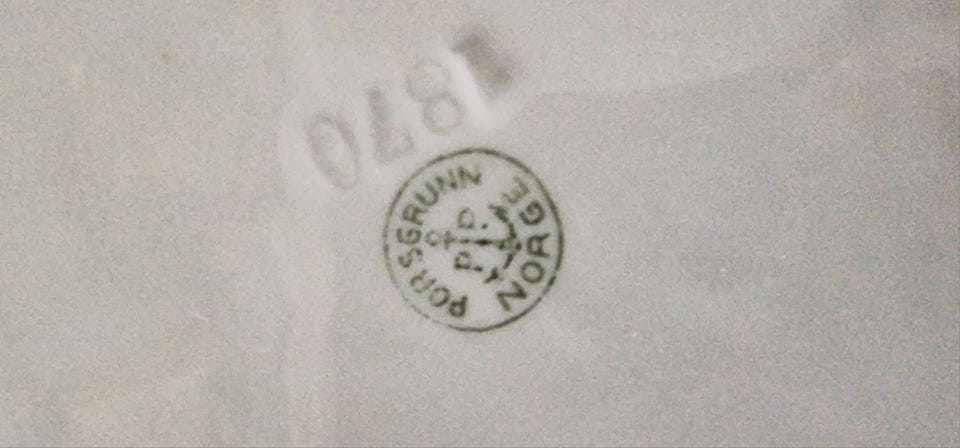 1870
PORSGRUNN
P. P.
NORGE